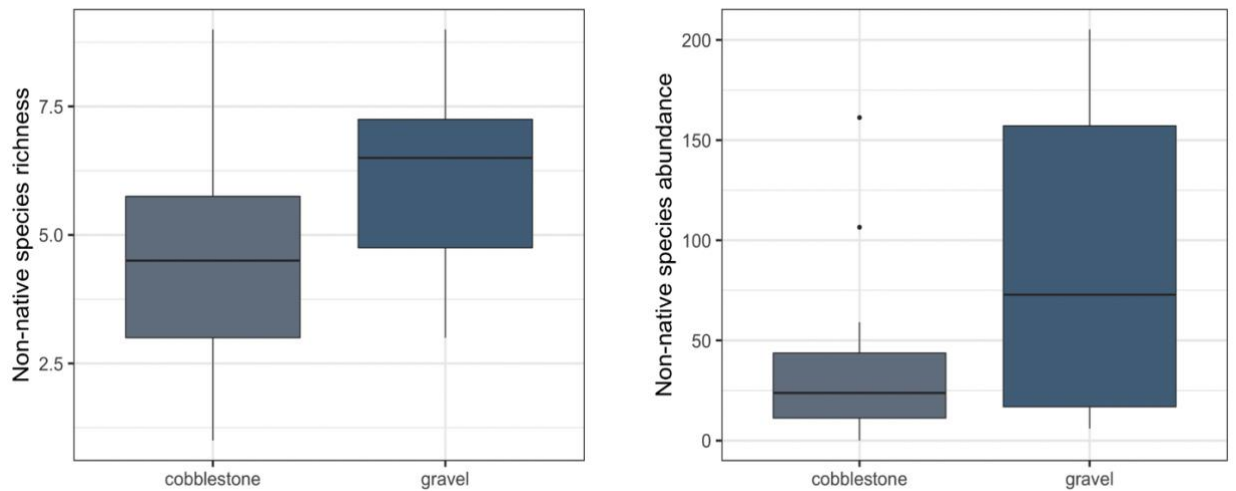 Non-native species richness
7.5
5.0
2.5
cobblestone
gravel
Non-native species abundance
200
150
100
50
0
cobblestone
gravel